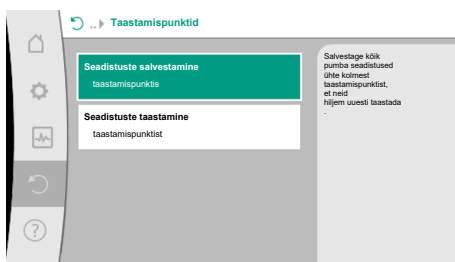 ..▸ Taastamispunktid
Seadistuste salvestamine
taastamispunktis
Seadistuste taastamine
taastamispunktist
Salvestage kõik
pumba seadistused
ühte kolmest
taastamispunktist,
et neid
hiljem uuesti taastada
.
?